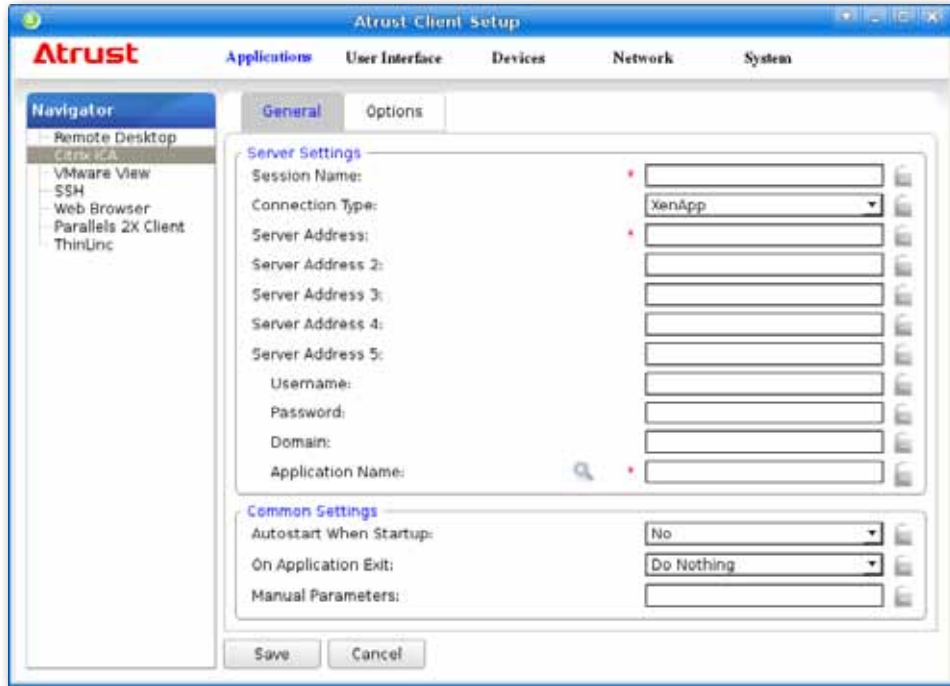 Atrust Client Setup
Atrust
Applications User Interface Devices Network System
Navigator
Remote Desktop
Citrix ICA
VMware View
SSH
Web Browser
Parallels 2X Client
ThinLinc
General Options
Server Settings
Session Name: *
Connection Type: XenApp
Server Address: *
Server Address 2:
Server Address 3:
Server Address 4:
Server Address 5:
Username:
Password:
Domain:
Application Name: *
Common Settings
Autostart When Startup: No
On Application Exit: Do Nothing
Manual Parameters:
Save Cancel